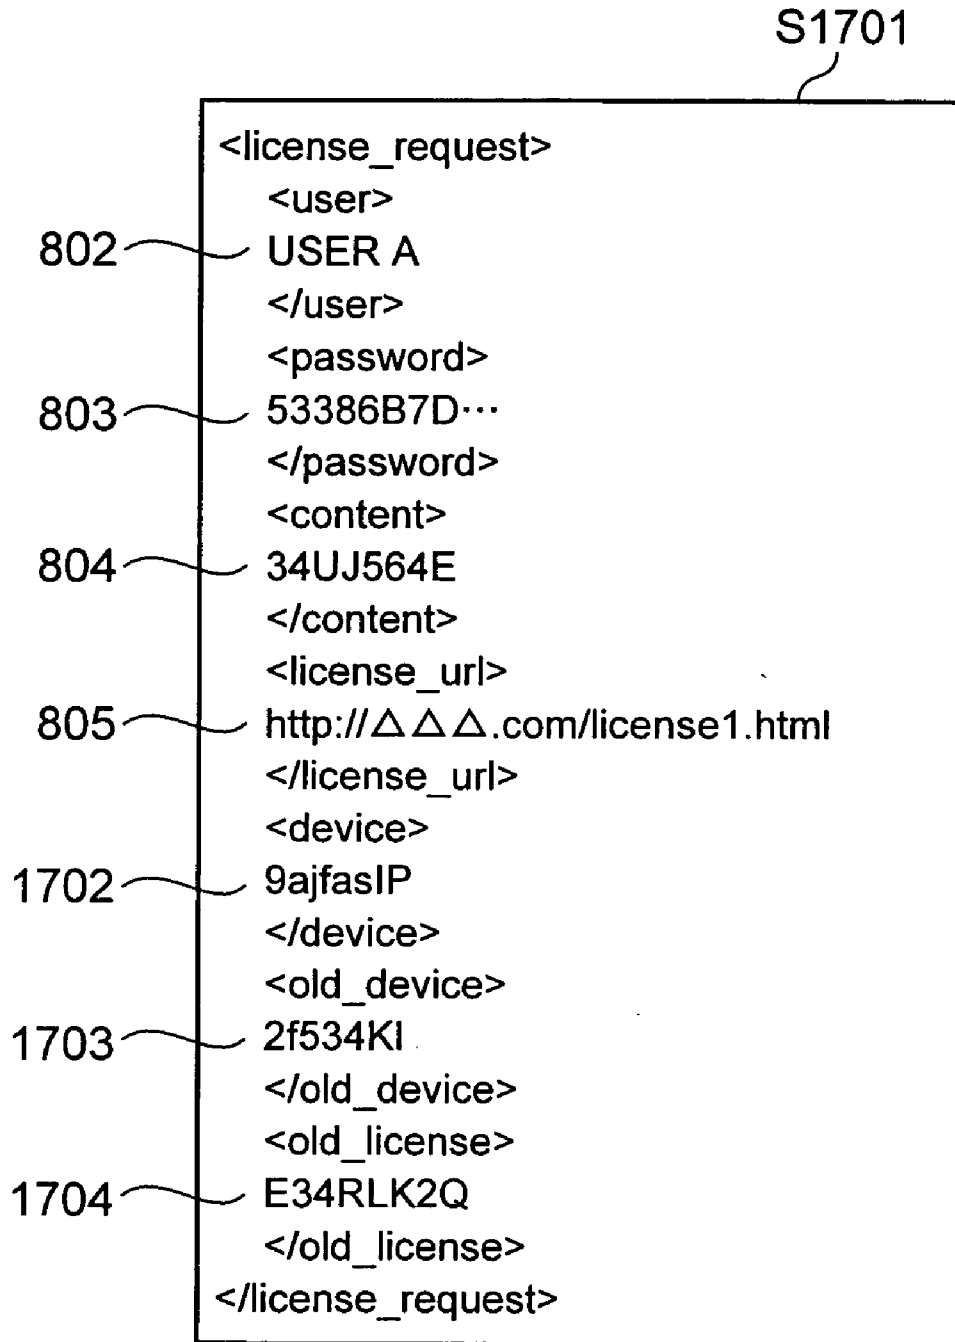 S1701
<license_request>
<user>
802 USER A
</user>
<password>
803 53386B7D···
</password>
<content>
804 34UJ564E
</content>
<license_url>
805 http://△△△.com/license1.html
</license_url>
<device>
1702 9ajfasIP
</device>
<old_device>
1703 2f534KI
</old_device>
<old_license>
1704 E34RLK2Q
</old_license>
</license_request>